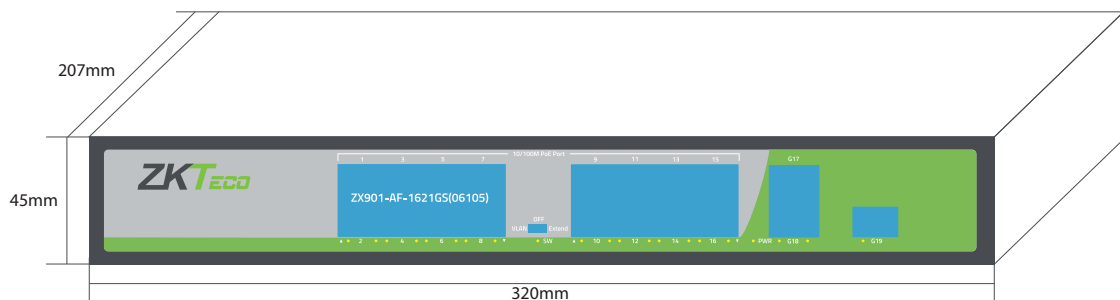 207mm
45mm
ZKTeco
10/100M PoE Port
1 3 5 7 9 11 13 15 G17
ZX901-AF-1621GS(06105)
OFF
VLAN Extend
2 4 6 8 SW 10 12 14 16 PWR G18 G19
320mm